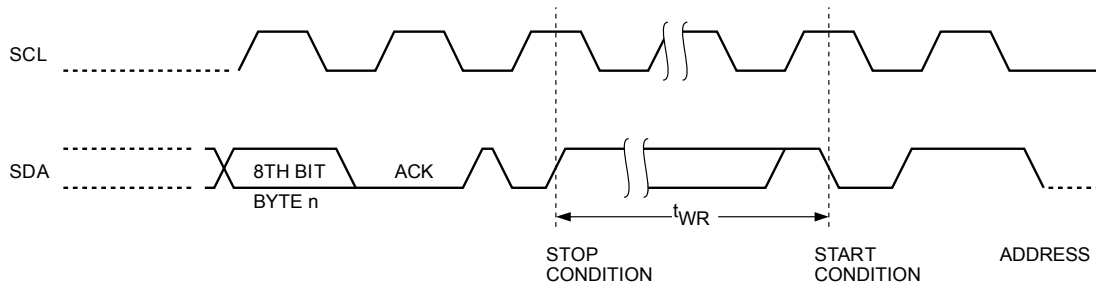 SCL
SDA
8TH BIT
ACK
BYTE n
tWR
STOP
CONDITION
START
CONDITION
ADDRESS